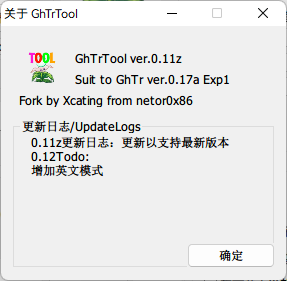 关于 GhTrTool
TOOL
GhTrTool ver.0.11z
Suit to GhTr ver.0.17a Exp1
Fork by Xcating from netor0x86
更新日志/UpdateLogs
0.11z更新日志：更新以支持最新版本
0.12Todo:
增加英文模式
确定